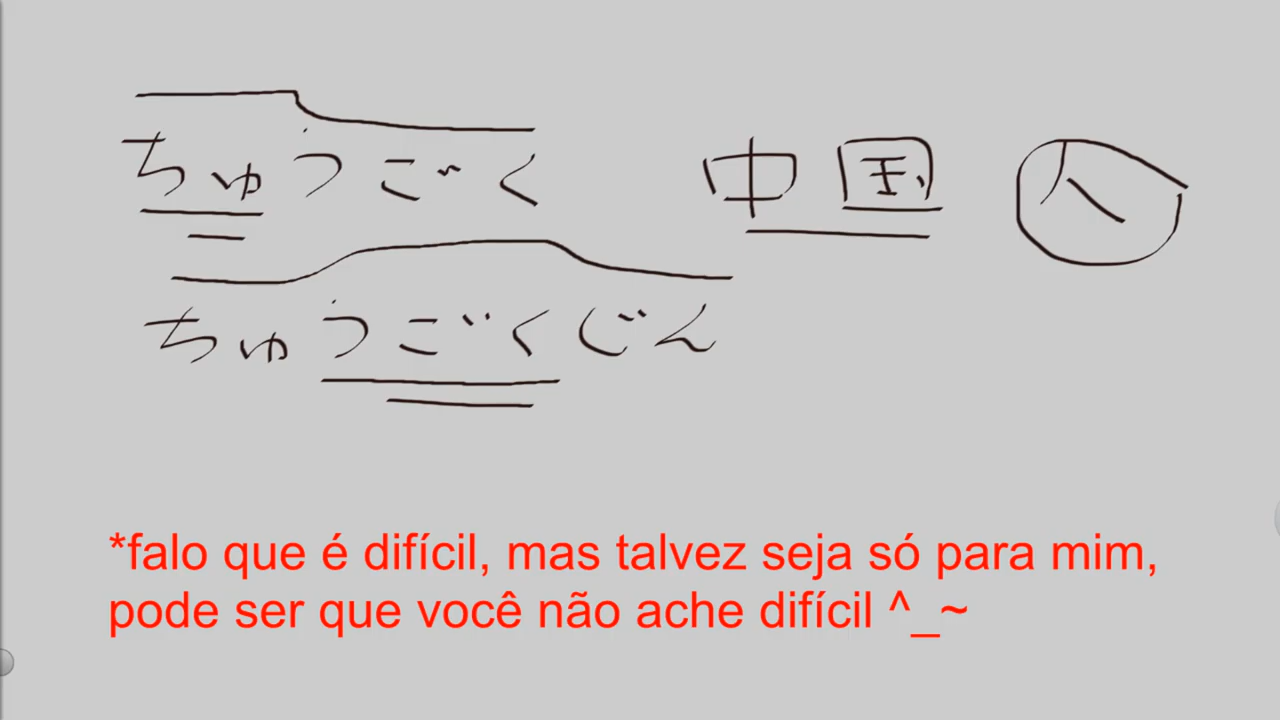 ちゅうごく 中国人
ちゅうごくじん
*falo que é difícil, mas talvez seja só para mim,
pode ser que você não ache difícil ^_~